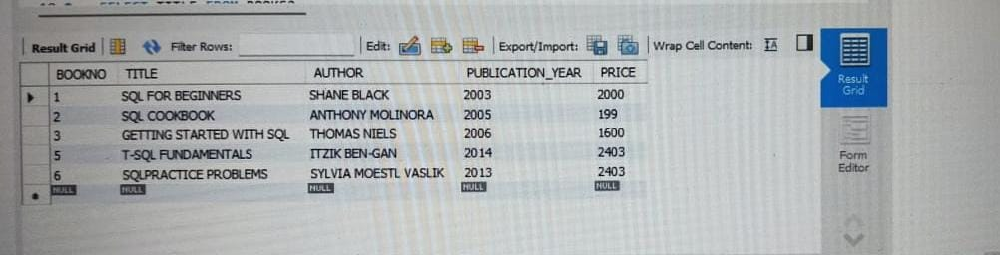 Result Grid Filter Rows: Edit: Export/Import: Wrap Cell Content: IA
Result Grid
BOOKNO TITLE AUTHOR PUBLICATION_YEAR PRICE
1 SQL FOR BEGINNERS SHANE BLACK 2003 2000
2 SQL COOKBOOK ANTHONY MOLINORA 2005 199
3 GETTING STARTED WITH SQL THOMAS NIELS 2006 1600
5 T-SQL FUNDAMENTALS ITZIK BEN-GAN 2014 2403
6 SQLPRACTICE PROBLEMS SYLVIA MOESTL VASLIK 2013 2403
NULL NULL NULL NULL NULL
Form
Editor